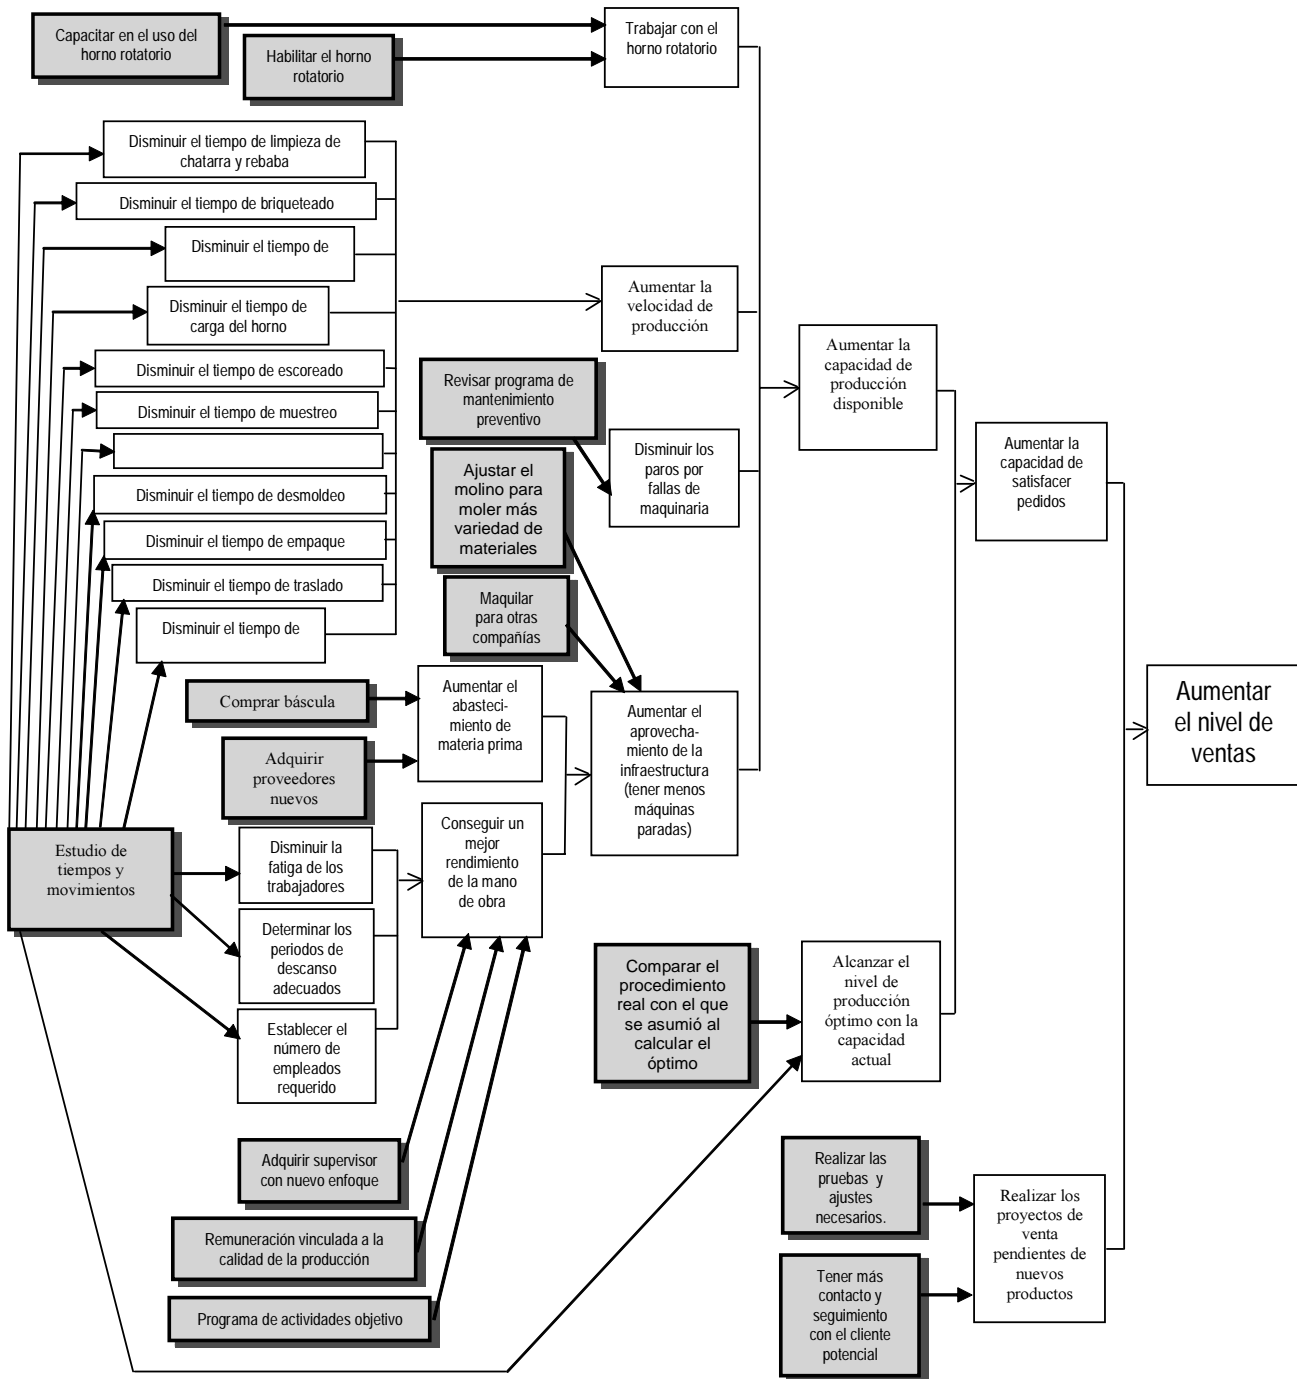 Capacitar en el uso del
horno rotatorio
Habilitar el horno
rotatorio
Trabajar con el
horno rotatorio
Disminuir el tiempo de limpieza de
chatarra y rebaba
Disminuir el tiempo de briqueteado
Disminuir el tiempo de
Disminuir el tiempo de
carga del horno
Disminuir el tiempo de escoreado
Disminuir el tiempo de muestreo
Disminuir el tiempo de desmoldeo
Disminuir el tiempo de empaque
Disminuir el tiempo de traslado
Disminuir el tiempo de
Aumentar la
velocidad de
producción
Revisar programa de
mantenimiento
preventivo
Disminuir los
paros por
fallas de
maquinaria
Ajustar el
molino para
moler más
variedad de
materiales
Maquilar
para otras
compañías
Aumentar la
capacidad de
producción
disponible
Aumentar la
capacidad de
satisfacer
pedidos
Comprar báscula
Adquirir
proveedores
nuevos
Aumentar el
abasteci-
miento de
materia prima
Aumentar el
aprovecha-
miento de la
infraestructura
(tener menos
máquinas
paradas)
Aumentar
el nivel de
ventas
Estudio de
tiempos y
movimientos
Disminuir la
fatiga de los
trabajadores
Determinar los
periodos de
descanso
adecuados
Establecer el
número de
empleados
requerido
Conseguir un
mejor
rendimiento
de la mano
de obra
Comparar el
procedimiento
real con el que
se asumió al
calcular el
óptimo
Alcanzar el
nivel de
producción
óptimo con la
capacidad
actual
Adquirir supervisor
con nuevo enfoque
Remuneración vinculada a la
calidad de la producción
Programa de actividades objetivo
Realizar las
pruebas y
ajustes
necesarios.
Tener más
contacto y
seguimiento
con el cliente
potencial
Realizar los
proyectos de
venta
pendientes de
nuevos
productos